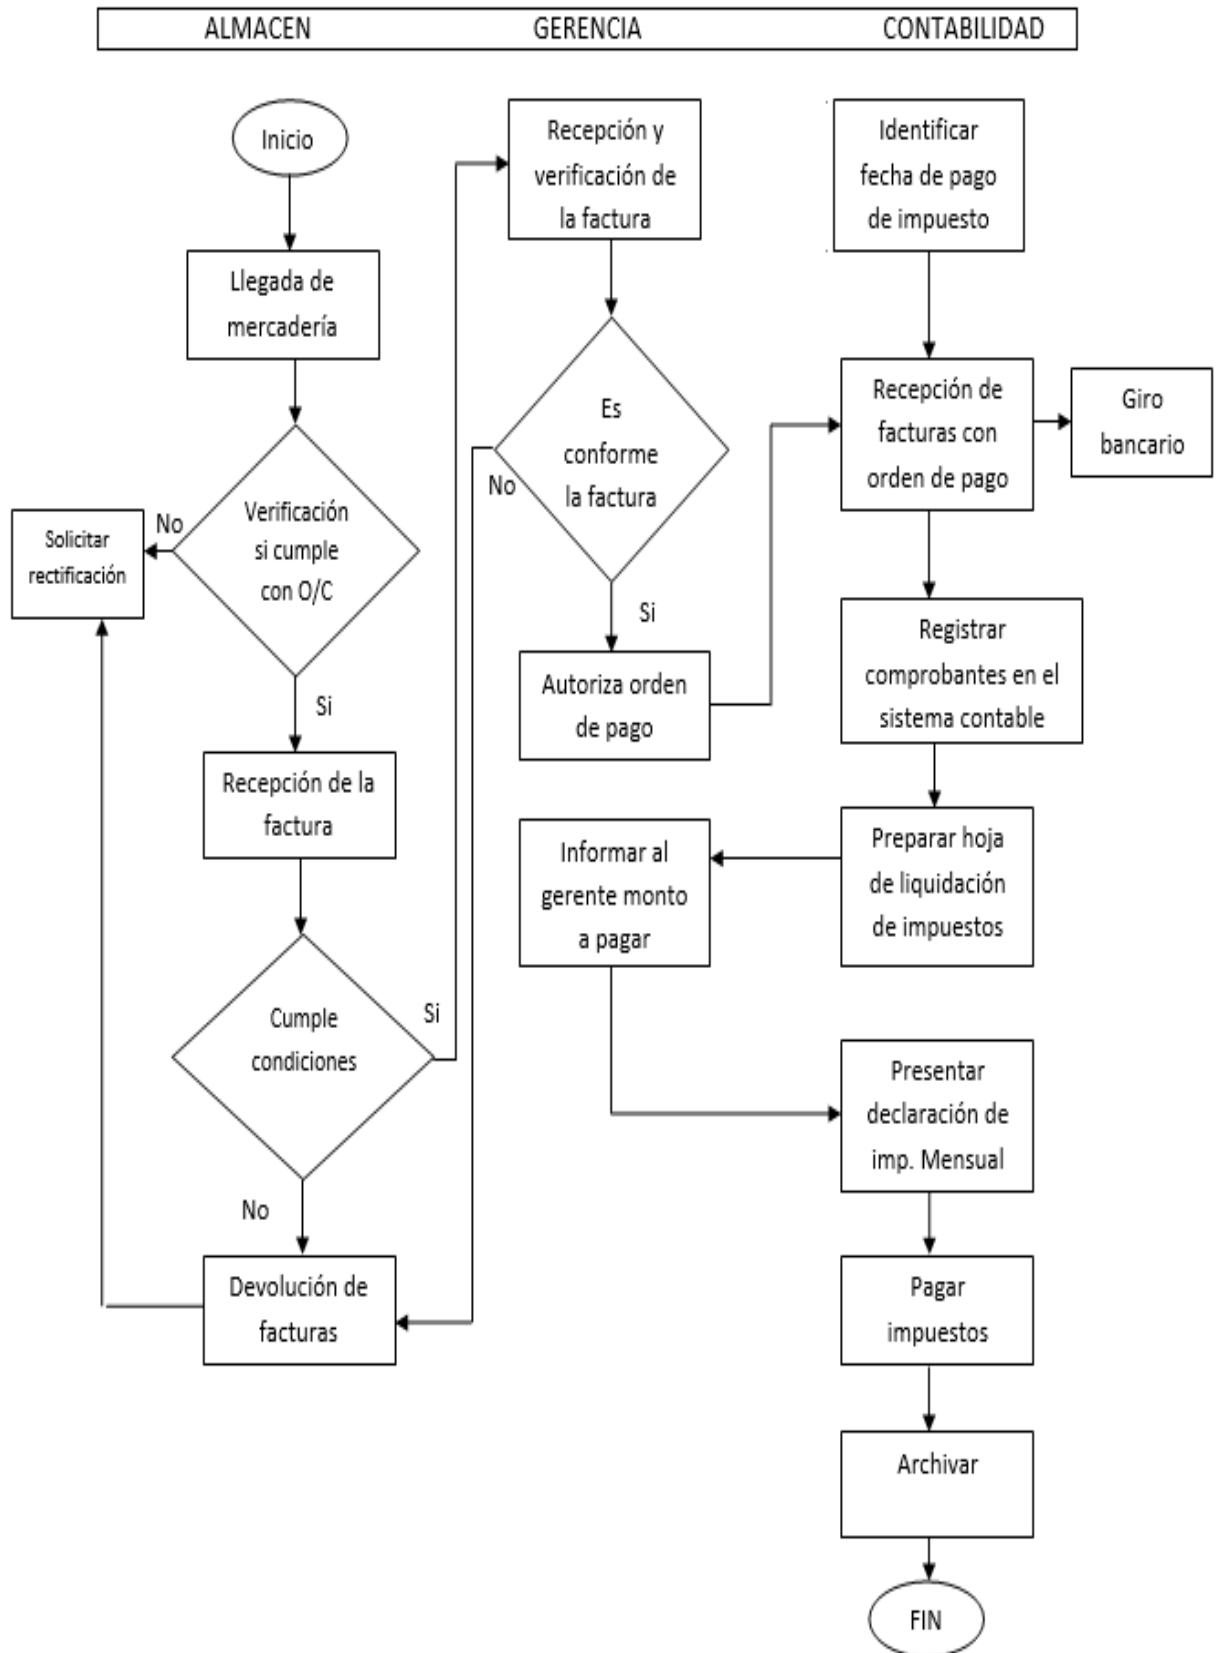 ALMACEN
GERENCIA
CONTABILIDAD
Inicio
Llegada de
mercadería
Verificación
si cumple
con O/C
No
Solicitar
rectificación
Si
Recepción de la
factura
Cumple
condiciones
Si
No
Devolución de
facturas
Recepción y
verificación de
la factura
Es
conforme
la factura
No
Si
Autoriza orden
de pago
Informar al
gerente monto
a pagar
Identificar
fecha de pago
de impuesto
Recepción de
facturas con
orden de pago
Giro
bancario
Registrar
comprobantes en el
sistema contable
Preparar hoja
de liquidación
de impuestos
Presentar
declaración de
imp. Mensual
Pagar
impuestos
Archivar
FIN